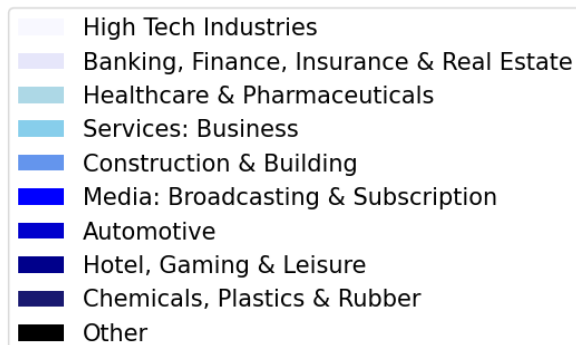 High Tech Industries
Banking, Finance, Insurance & Real Estate
Healthcare & Pharmaceuticals
Services: Business
Construction & Building
Media: Broadcasting & Subscription
Automotive
Hotel, Gaming & Leisure
Chemicals, Plastics & Rubber
Other